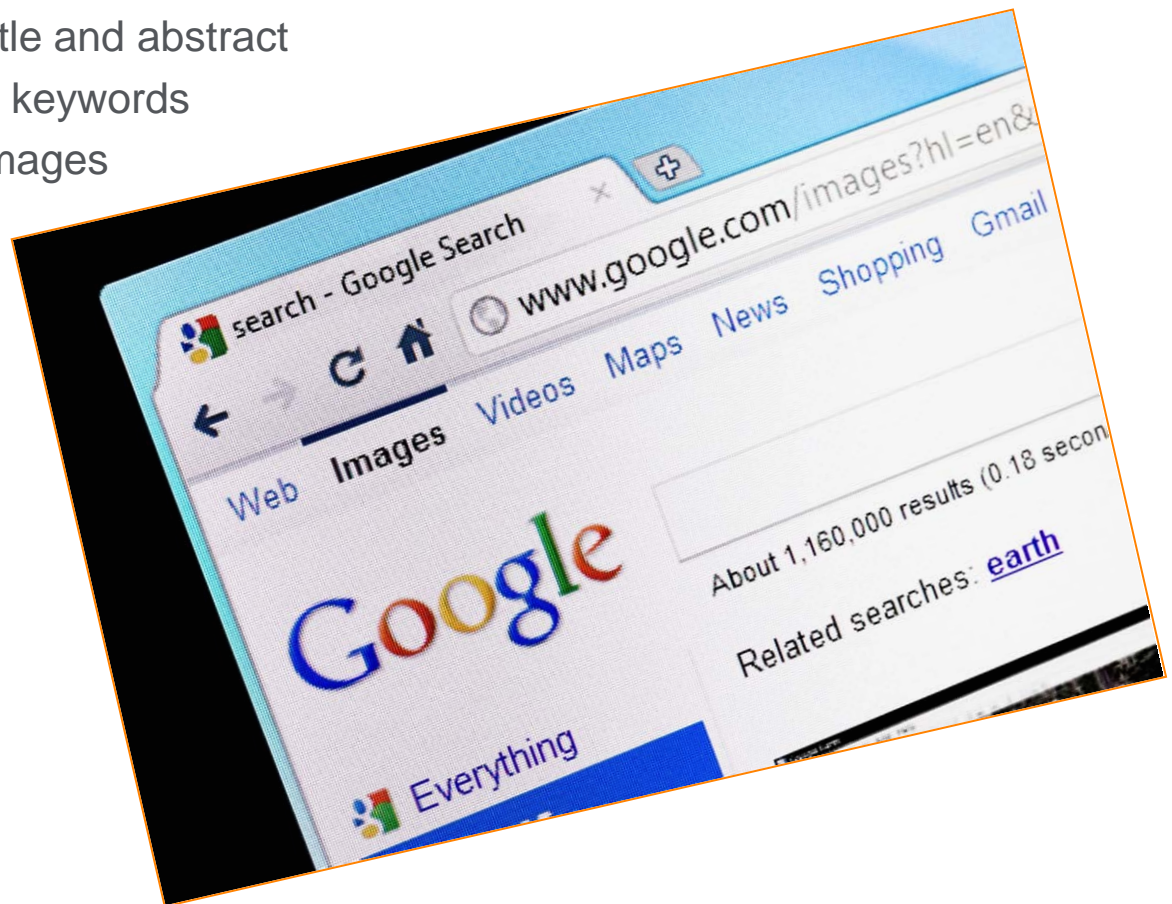 tle and abstract
keywords
mages
search - Google Search
www.google.com/images?hl=en&
Web Images Videos Maps News Shopping Gmail
Google
About 1,160,000 results (0.18 secon
Related searches: earth
Everything